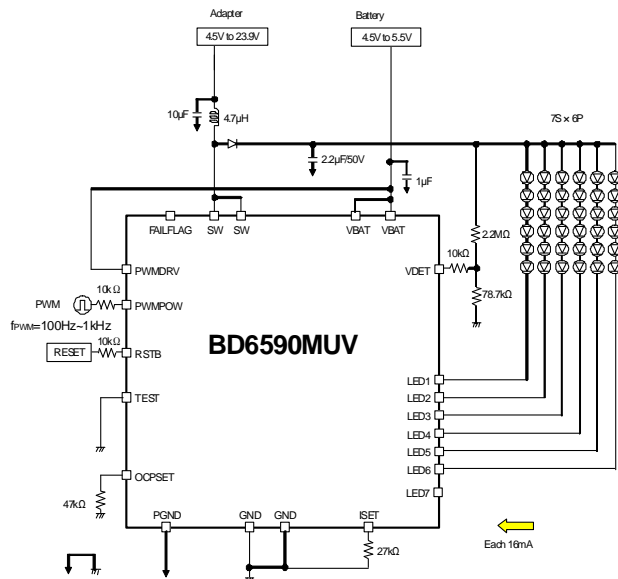 Adapter
Battery
4.5V to 23.9V
4.5V to 5.5V
10µF
4.7µH
7S × 6P
2.2µF/50V
1µF
FAILFLAG
SW
SW
VBAT
VBAT
2.2MΩ
PWMDRV
VDET
10kΩ
10kΩ
PWM
PWMPOW
78.7kΩ
fPWM=100Hz~1kHz
BD6590MUV
10kΩ
RESET
RSTB
LED1
TEST
LED2
LED3
LED4
LED5
OCPSET
LED6
LED7
47kΩ
PGND
GND
GND
ISET
27kΩ
Each 16mA